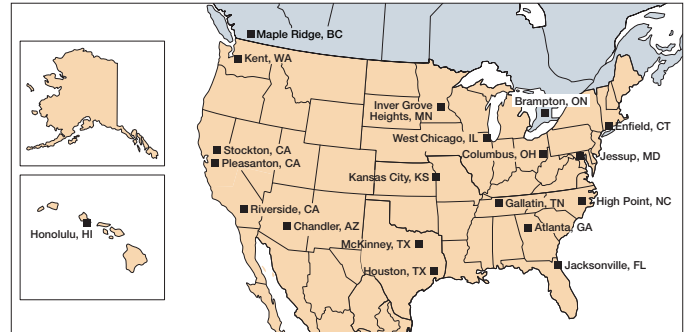 Maple Ridge, BC
Kent, WA
Brampton, ON
Inver Grove
Heights, MN
Enfield, CT
West Chicago, IL
Stockton, CA
Columbus, OH
Jessup, MD
Pleasanton, CA
Kansas City, KS
Riverside, CA
Gallatin, TN
High Point, NC
Chandler, AZ
Atlanta, GA
Honolulu, HI
McKinney, TX
Houston, TX
Jacksonville, FL